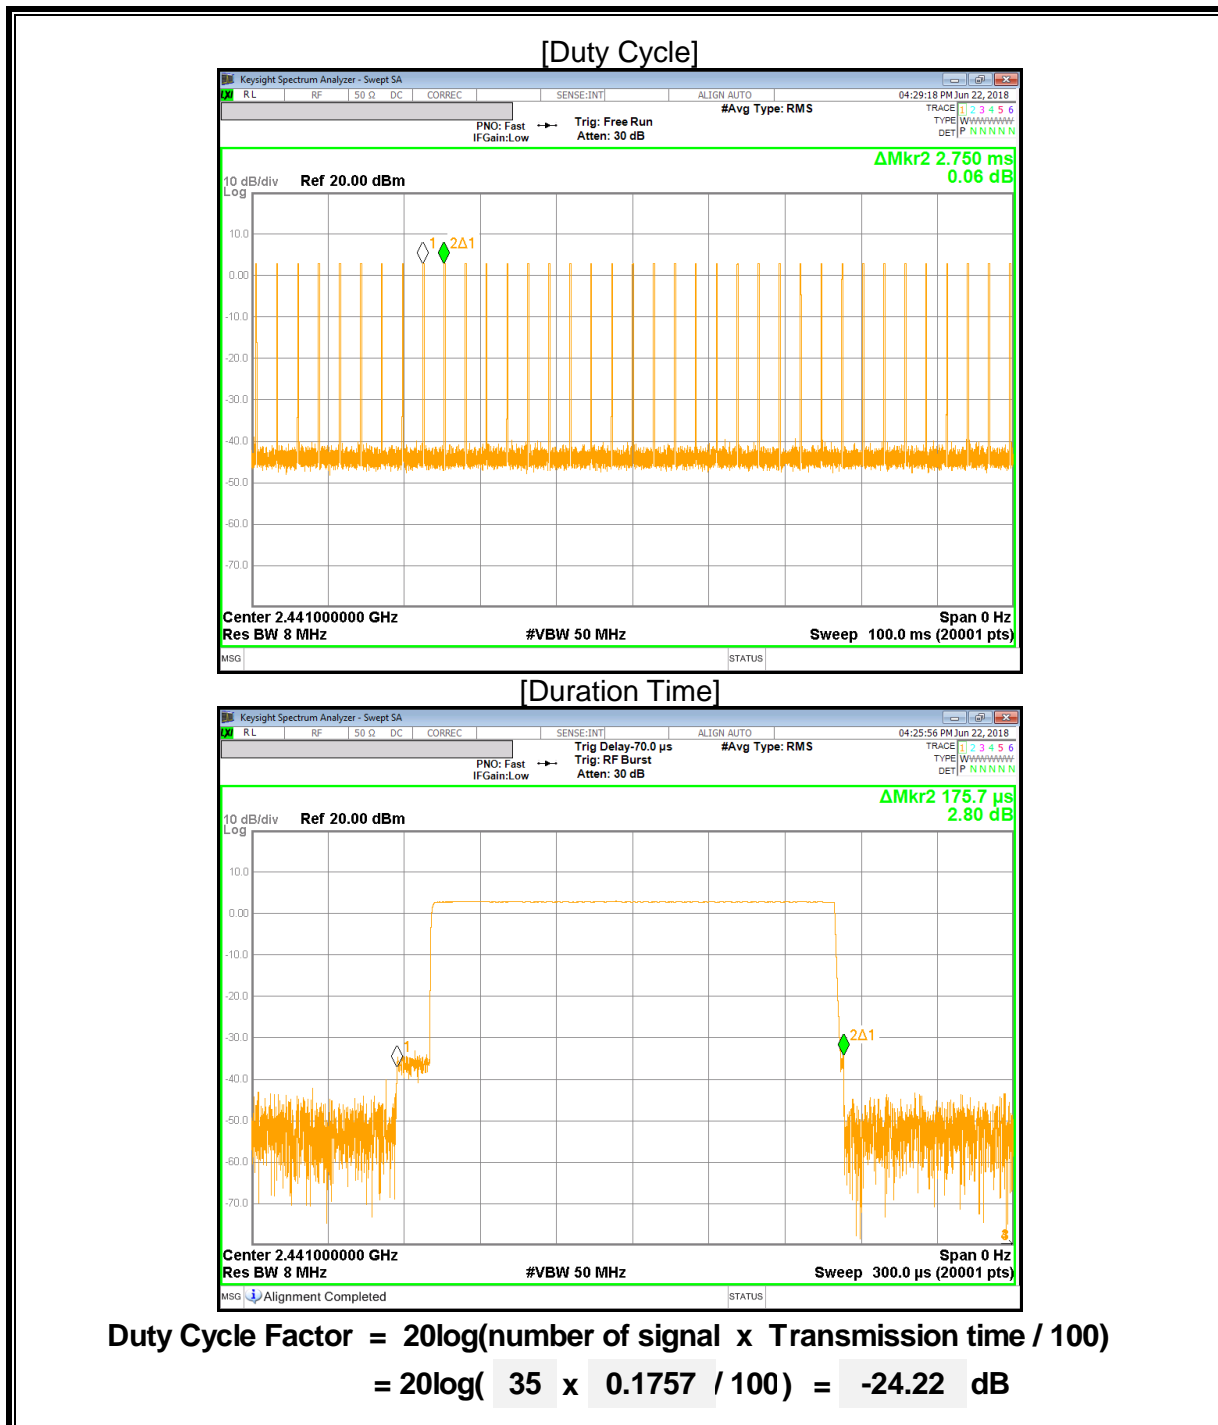 [Duty Cycle]
Keysight Spectrum Analyzer - Swept SA
LXI RL RF 50 Ω DC CORREC SENSE:INT ALIGN AUTO 04:29:18 PM Jun 22, 2018
#Avg Type: RMS TRACE 1 2 3 4 5 6
PNO: Fast Trig: Free Run TYPE W
IFGain:Low Atten: 30 dB DET P N N N N N
ΔMkr2 2.750 ms
0.06 dB
10 dB/div Ref 20.00 dBm
Log
10.0
1 2Δ1
0.00
-10.0
-20.0
-30.0
-40.0
-50.0
-60.0
-70.0
Center 2.441000000 GHz Span 0 Hz
Res BW 8 MHz #VBW 50 MHz Sweep 100.0 ms (20001 pts)
MSG STATUS
[Duration Time]
Keysight Spectrum Analyzer - Swept SA
LXI RL RF 50 Ω DC CORREC SENSE:INT ALIGN AUTO 04:25:56 PM Jun 22, 2018
Trig Delay-70.0 µs #Avg Type: RMS TRACE 1 2 3 4 5 6
PNO: Fast Trig: RF Burst TYPE W
IFGain:Low Atten: 30 dB DET P N N N N N
ΔMkr2 175.7 µs
2.80 dB
10 dB/div Ref 20.00 dBm
Log
10.0
0.00
-10.0
-20.0
-30.0
2Δ1
1
-40.0
-50.0
-60.0
-70.0
Center 2.441000000 GHz Span 0 Hz
Res BW 8 MHz #VBW 50 MHz Sweep 300.0 µs (20001 pts)
MSG Alignment Completed STATUS
Duty Cycle Factor = 20log(number of signal x Transmission time / 100)
= 20log( 35 x 0.1757 / 100 ) = -24.22 dB